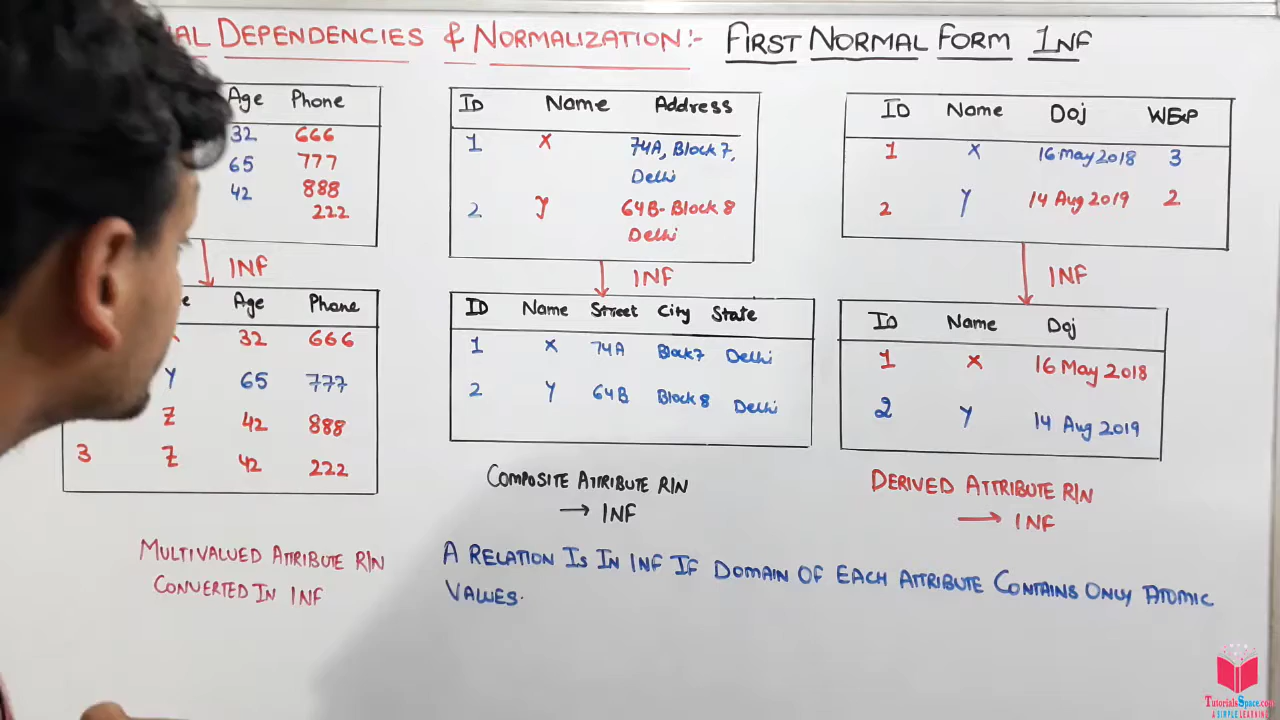 DEPENDENCIES & NORMALIZATION:- FIRST NORMAL FORM 1NF
Age Phone
32 666
65 777
42 888
222
1NF
Age Phone
32 666
Y 65 777
Z 42 888
3 Z 42 222
MULTIVALUED ATTRIBUTE R/N
CONVERTED IN 1NF
ID Name Address
1 X 74A, Block 7,
Delhi
2 Y 64B- Block 8
Delhi
1NF
ID Name Street City State
1 X 74A Block7 Delhi
2 Y 64B Block 8 Delhi
COMPOSITE ATTRIBUTE R/N
→ 1NF
ID Name Doj WExp
1 X 16 May 2018 3
2 Y 14 Aug 2019 2
1NF
ID Name Doj
1 X 16 May 2018
2 Y 14 Aug 2019
DERIVED ATTRIBUTE R/N
→ 1NF
A RELATION IS IN 1NF IF DOMAIN OF EACH ATTRIBUTE CONTAINS ONLY ATOMIC
VALUES.
TutorialsSpace.com
A SIMPLE LEARNING